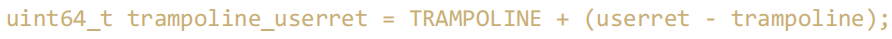 uint64_t trampoline_userret = TRAMPOLINE + (userret - trampoline);